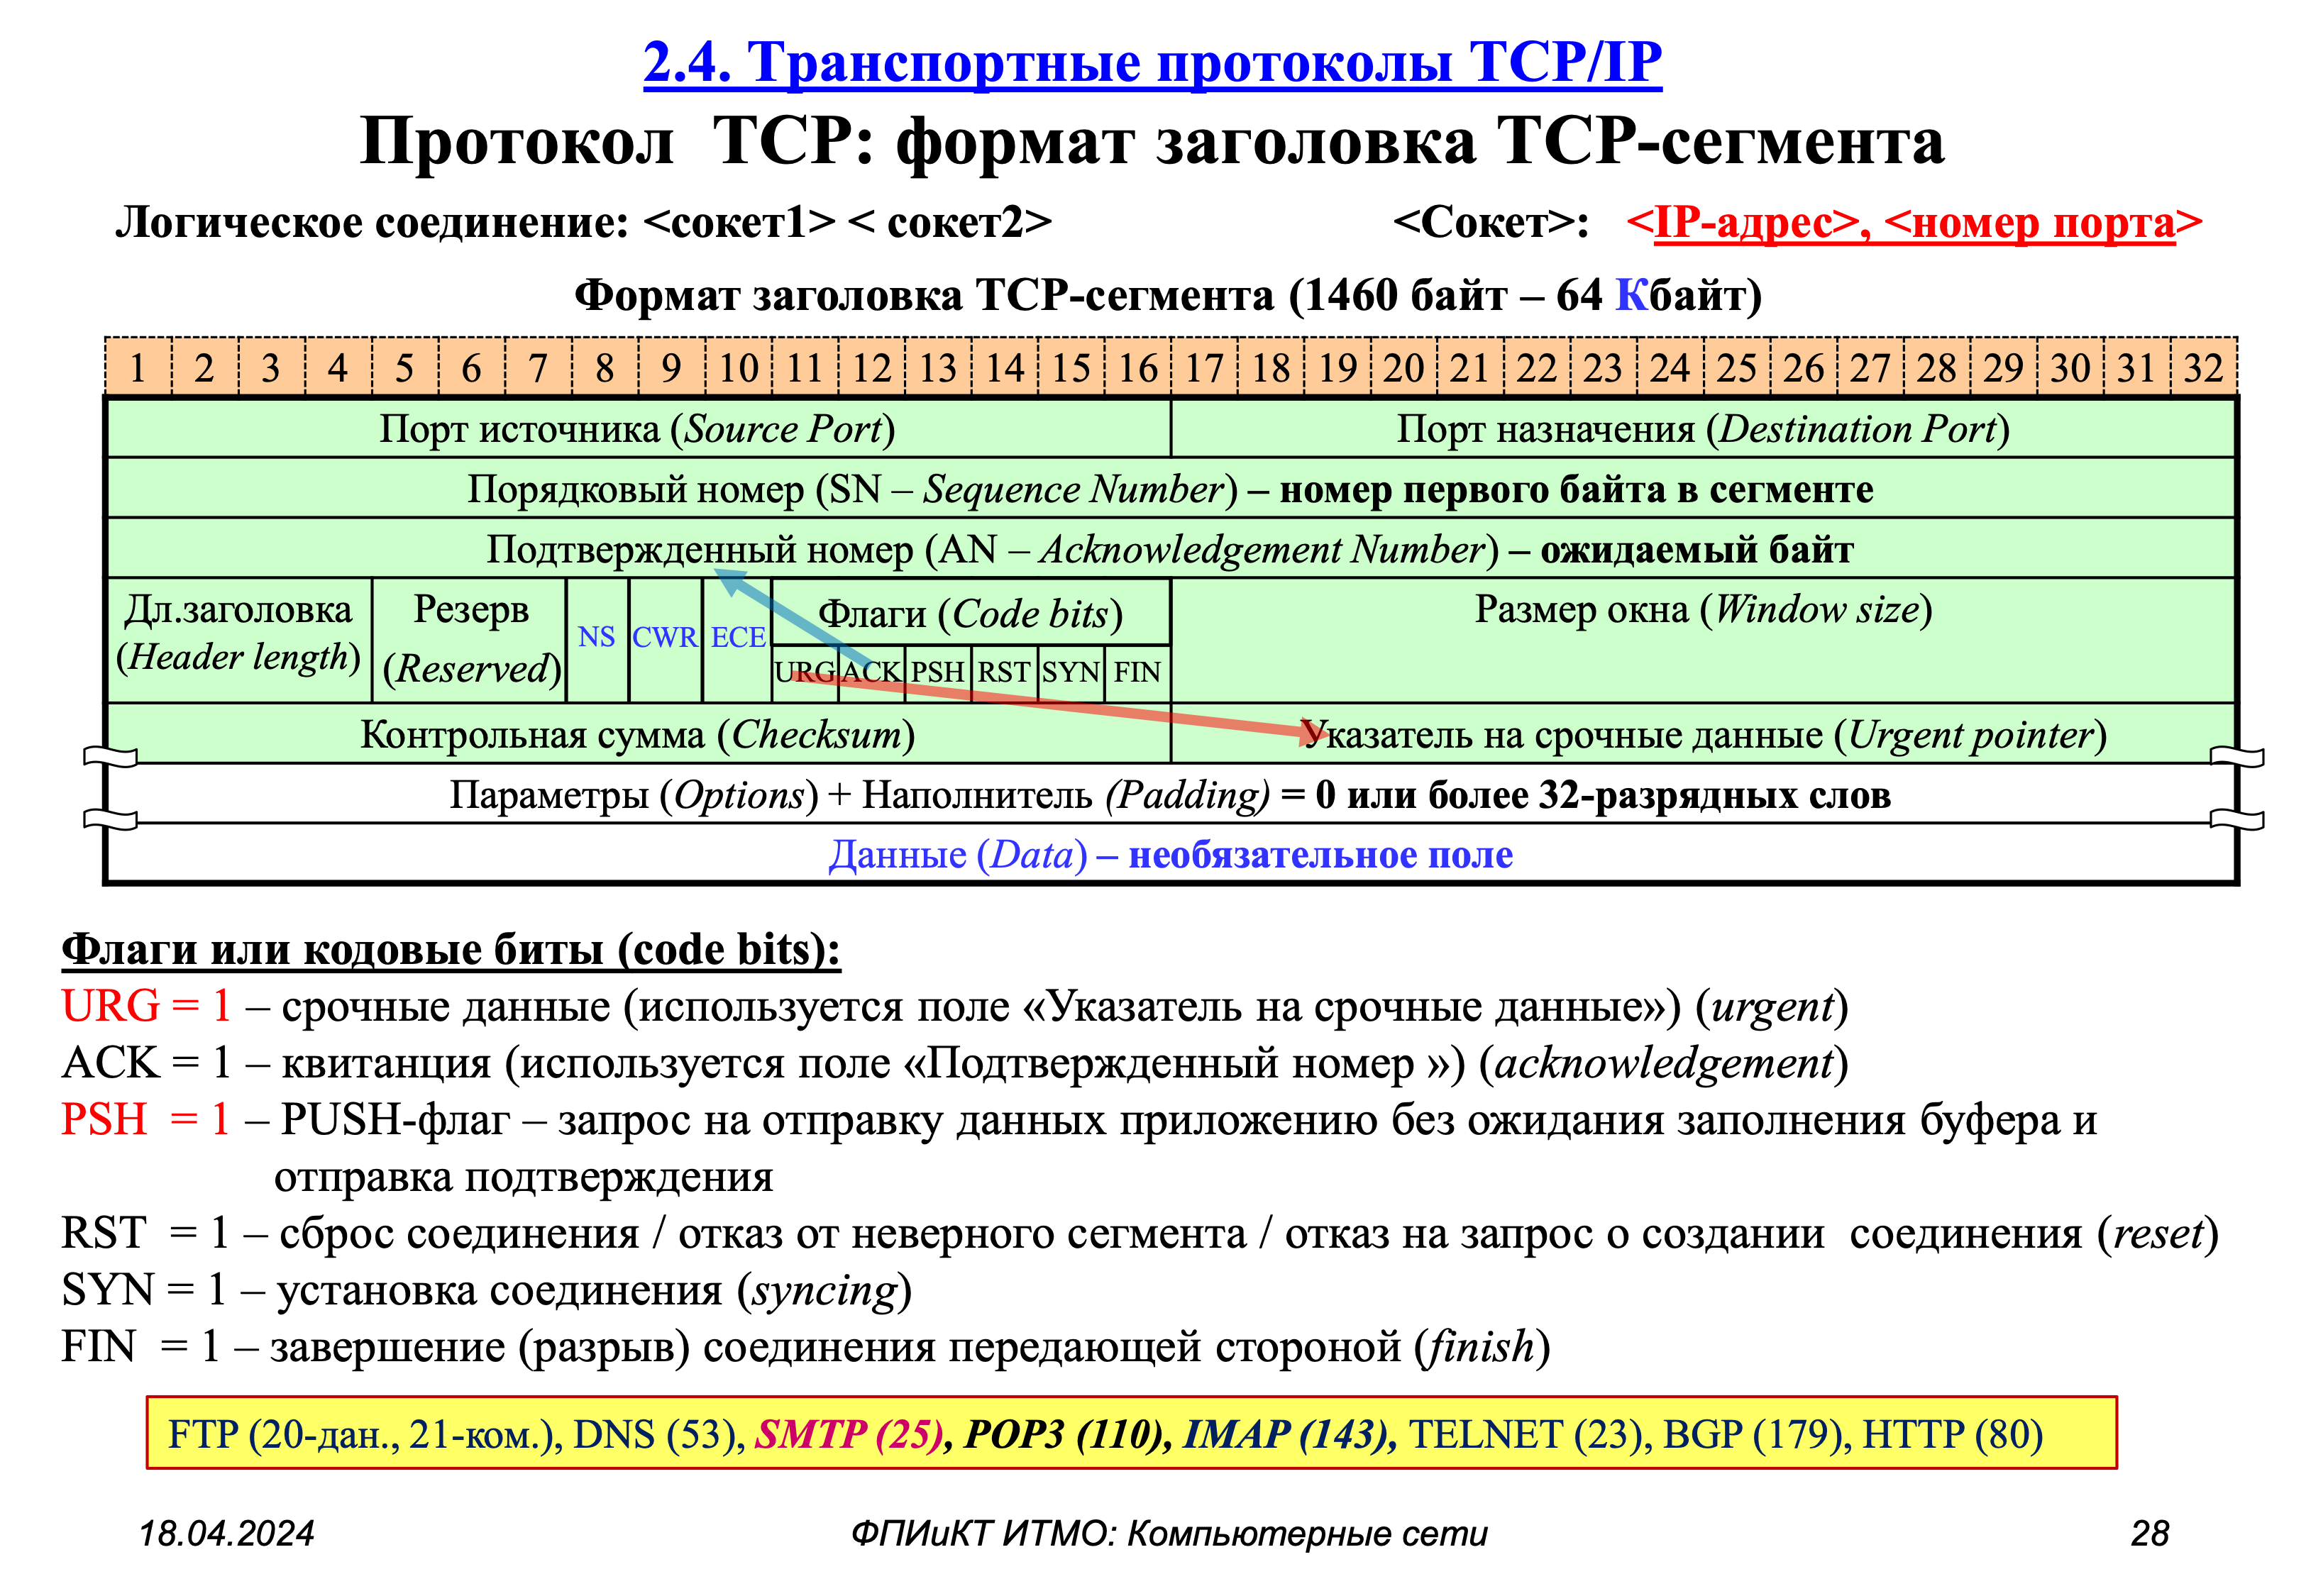 2.4. Транспортные протоколы TCP/IP
Протокол TCP: формат заголовка TCP-сегмента
Логическое соединение: <сокет1> < сокет2> <Сокет>: <IP-адрес>, <номер порта>
Формат заголовка TCP-сегмента (1460 байт – 64 Кбайт)
1 2 3 4 5 6 7 8 9 10 11 12 13 14 15 16 17 18 19 20 21 22 23 24 25 26 27 28 29 30 31 32
Порт источника (Source Port) Порт назначения (Destination Port)
Порядковый номер (SN – Sequence Number) – номер первого байта в сегменте
Подтвержденный номер (AN – Acknowledgement Number) – ожидаемый байт
Дл.заголовка
(Header length)
Резерв
(Reserved)
NS
CWR
ECE
Флаги (Code bits)
URG ACK PSH RST SYN FIN
Размер окна (Window size)
Контрольная сумма (Checksum) Указатель на срочные данные (Urgent pointer)
Параметры (Options) + Наполнитель (Padding) = 0 или более 32-разрядных слов
Данные (Data) – необязательное поле
Флаги или кодовые биты (code bits):
URG = 1 – срочные данные (используется поле «Указатель на срочные данные») (urgent)
ACK = 1 – квитанция (используется поле «Подтвержденный номер ») (acknowledgement)
PSH = 1 – PUSH-флаг – запрос на отправку данных приложению без ожидания заполнения буфера и
отправка подтверждения
RST = 1 – сброс соединения / отказ от неверного сегмента / отказ на запрос о создании соединения (reset)
SYN = 1 – установка соединения (syncing)
FIN = 1 – завершение (разрыв) соединения передающей стороной (finish)
FTP (20-дан., 21-ком.), DNS (53), SMTP (25), POP3 (110), IMAP (143), TELNET (23), BGP (179), HTTP (80)
18.04.2024 ФПИиКТ ИТМО: Компьютерные сети 28